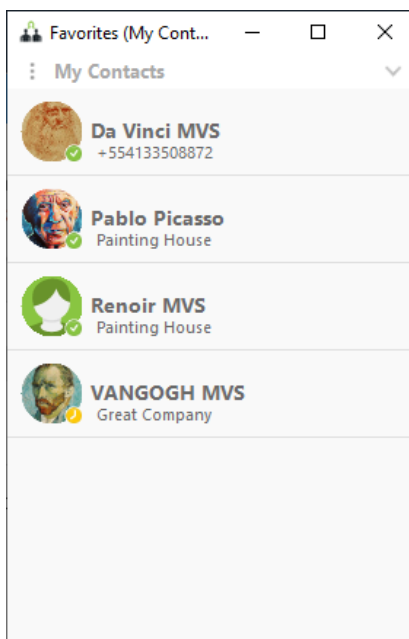 Favorites (My Cont...
My Contacts
Da Vinci MVS
+554133508872
Pablo Picasso
Painting House
Renoir MVS
Painting House
VANGOGH MVS
Great Company